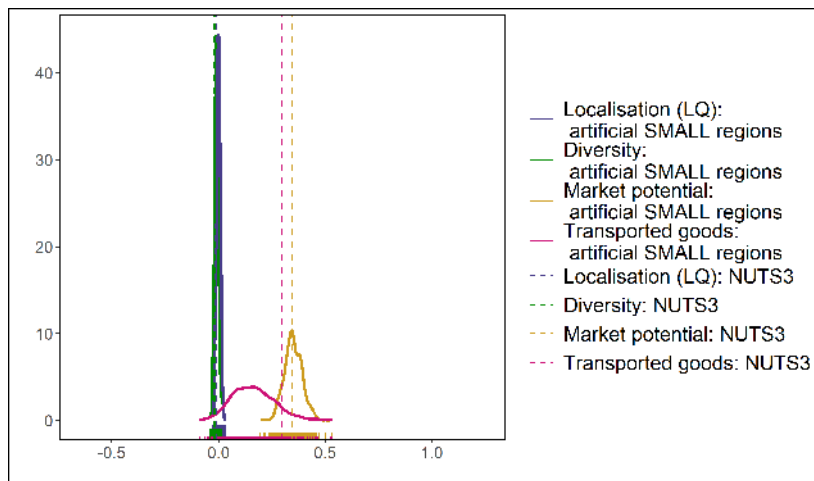 40
30
20
10
0
-0.5 0.0 0.5 1.0
Localisation (LQ):
artificial SMALL regions
Diversity:
artificial SMALL regions
Market potential:
artificial SMALL regions
Transported goods:
artificial SMALL regions
Localisation (LQ): NUTS3
Diversity: NUTS3
Market potential: NUTS3
Transported goods: NUTS3